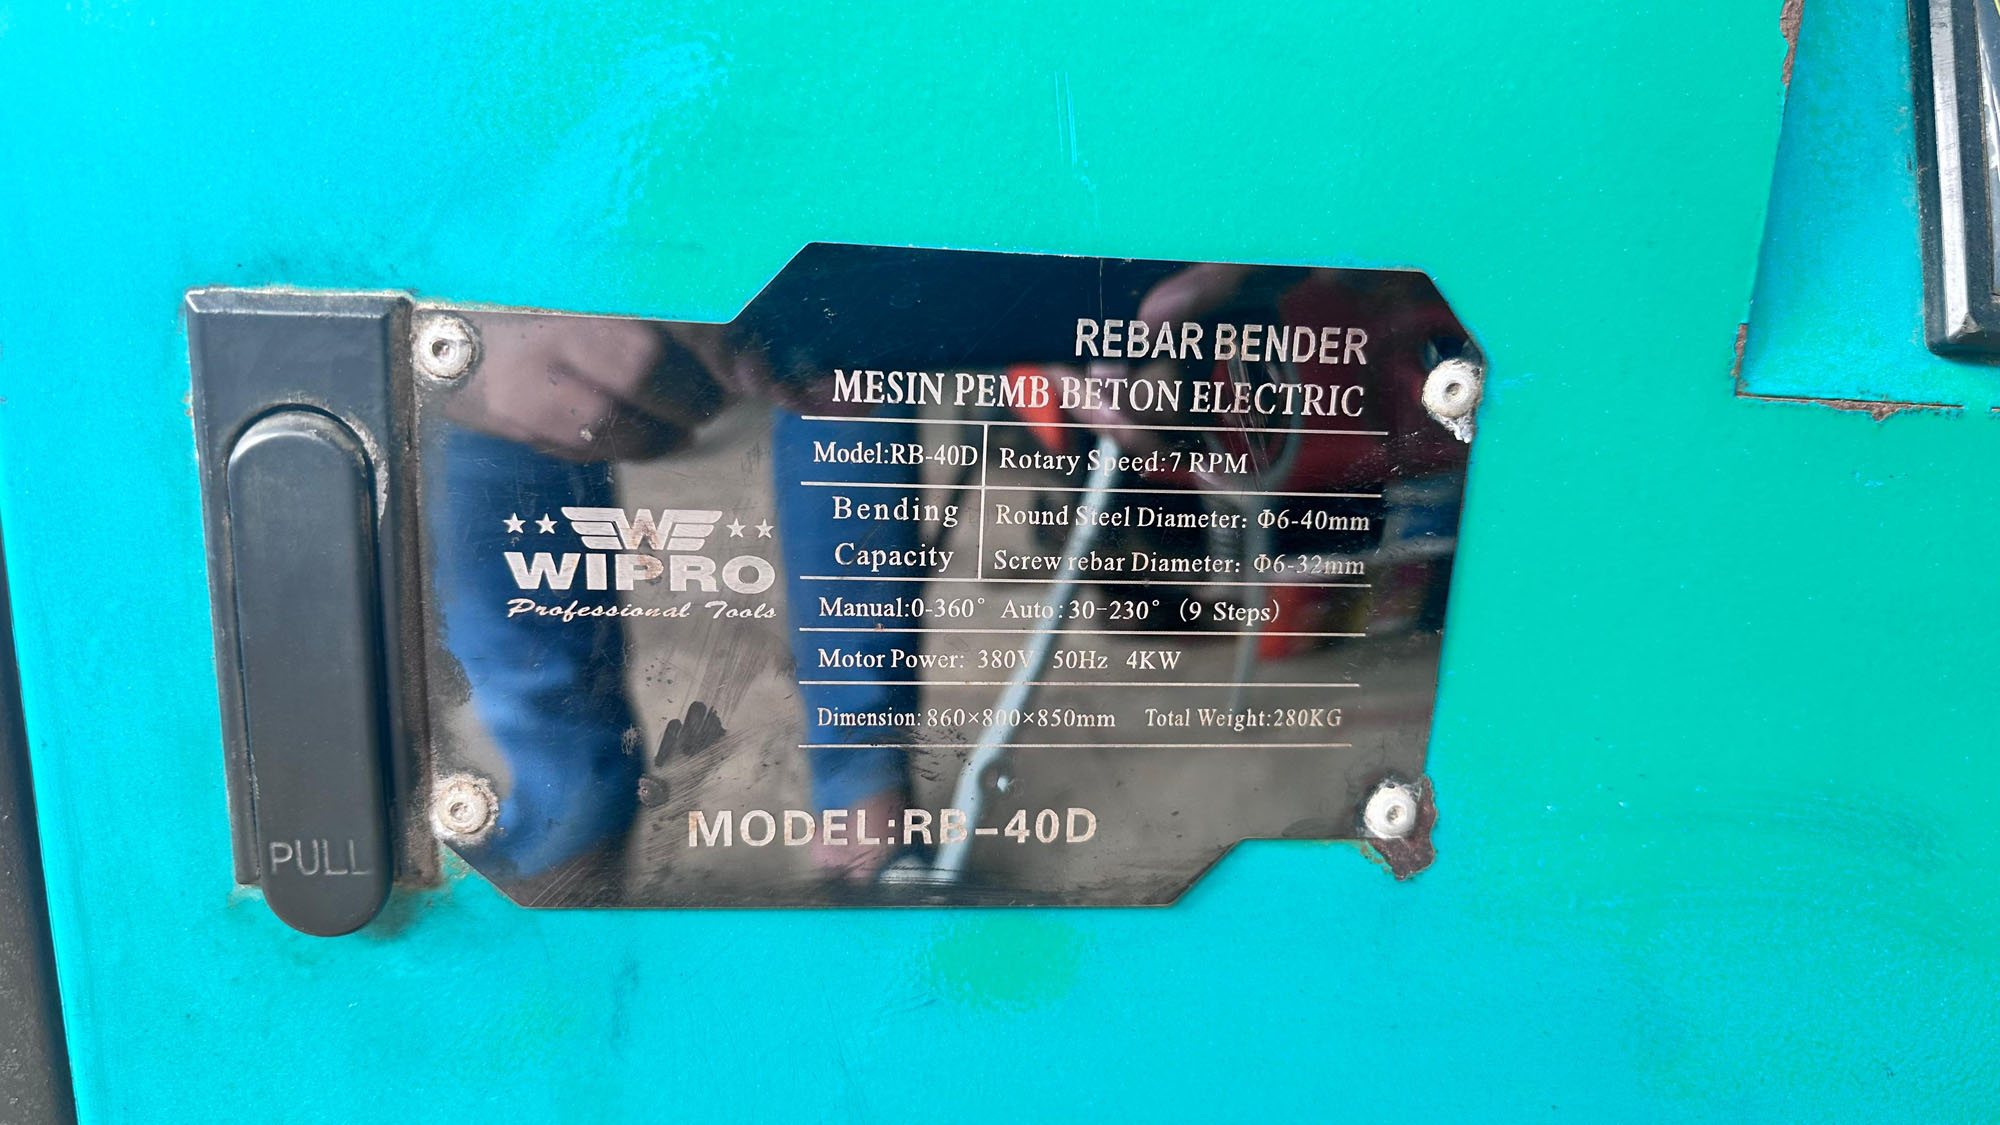 REBAR BENDER
MESIN PEMB BETON ELECTRIC
Model:RB-40D Rotary Speed:7 RPM
Bending Capacity
Round Steel Diameter: Φ6-40mm
Screw rebar Diameter: Φ6-32mm
Manual:0-360° Auto:30-230° (9 Steps)
Motor Power: 380V 50Hz 4KW
Dimension: 860×800×850mm Total Weight:280KG
W
WIPRO
Professional Tools
MODEL:RB-40D
PULL